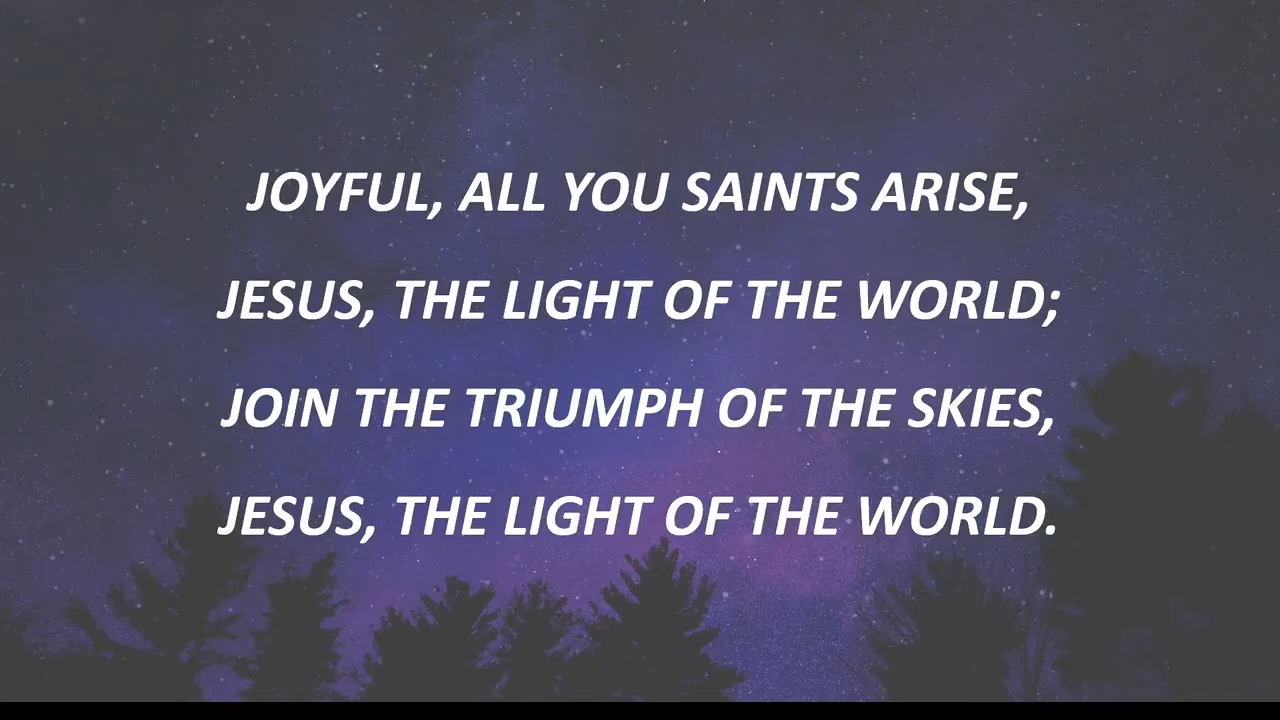 JOYFUL, ALL YOU SAINTS ARISE,
JESUS, THE LIGHT OF THE WORLD;
JOIN THE TRIUMPH OF THE SKIES,
JESUS, THE LIGHT OF THE WORLD.